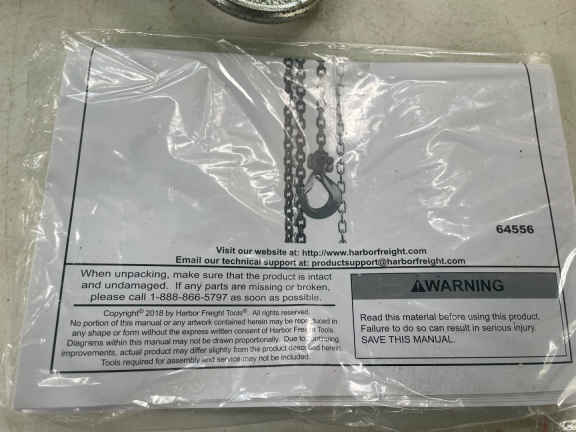 64556
Visit our website at: http://www.harborfreight.com
Email our technical support at: productsupport@harborfreight.com
When unpacking, make sure that the product is intact
and undamaged. If any parts are missing or broken,
please call 1-888-866-5797 as soon as possible.
Copyright© 2018 by Harbor Freight Tools®. All rights reserved.
No portion of this manual or any artwork contained herein may be reproduced in
any shape or form without the express written consent of Harbor Freight Tools.
Diagrams within this manual may not be drawn proportionally. Due to continuing
improvements, actual product may differ slightly from the product described herein.
Tools required for assembly and service may not be included.
⚠WARNING
Read this material before using this product.
Failure to do so can result in serious injury.
SAVE THIS MANUAL.